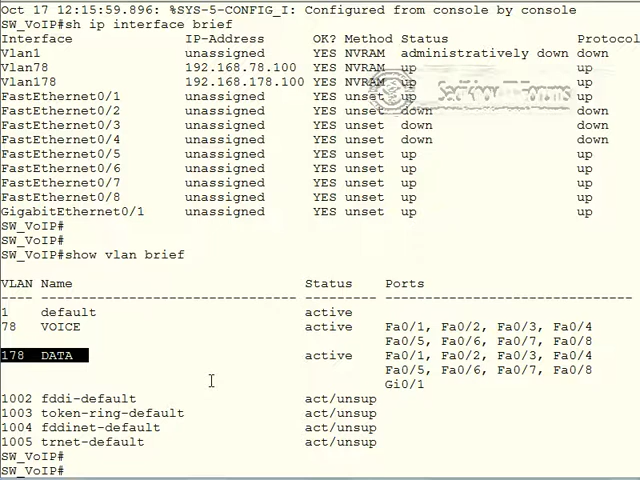 Oct 17 12:15:59.896: %SYS-5-CONFIG_I: Configured from console by console
SW_VoIP#sh ip interface brief
Interface IP-Address OK? Method Status Protocol
Vlan1 unassigned YES NVRAM administratively down down
Vlan78 192.168.78.100 YES NVRAM up up
Vlan178 192.168.178.100 YES NVRAM up up
FastEthernet0/1 unassigned YES unset up up
FastEthernet0/2 unassigned YES unset down down
FastEthernet0/3 unassigned YES unset down down
FastEthernet0/4 unassigned YES unset down down
FastEthernet0/5 unassigned YES unset up up
FastEthernet0/6 unassigned YES unset up up
FastEthernet0/7 unassigned YES unset up up
FastEthernet0/8 unassigned YES unset up up
GigabitEthernet0/1 unassigned YES unset up up
SW_VoIP#
SW_VoIP#
SW_VoIP#show vlan brief
VLAN Name Status Ports
---- -------------------------------- --------- -------------------------------
1 default active
78 VOICE active Fa0/1, Fa0/2, Fa0/3, Fa0/4
Fa0/5, Fa0/6, Fa0/7, Fa0/8
178 DATA active Fa0/1, Fa0/2, Fa0/3, Fa0/4
Fa0/5, Fa0/6, Fa0/7, Fa0/8
Gi0/1
1002 fddi-default act/unsup
1003 token-ring-default act/unsup
1004 fddinet-default act/unsup
1005 trnet-default act/unsup
SW_VoIP#
SW_VoIP#